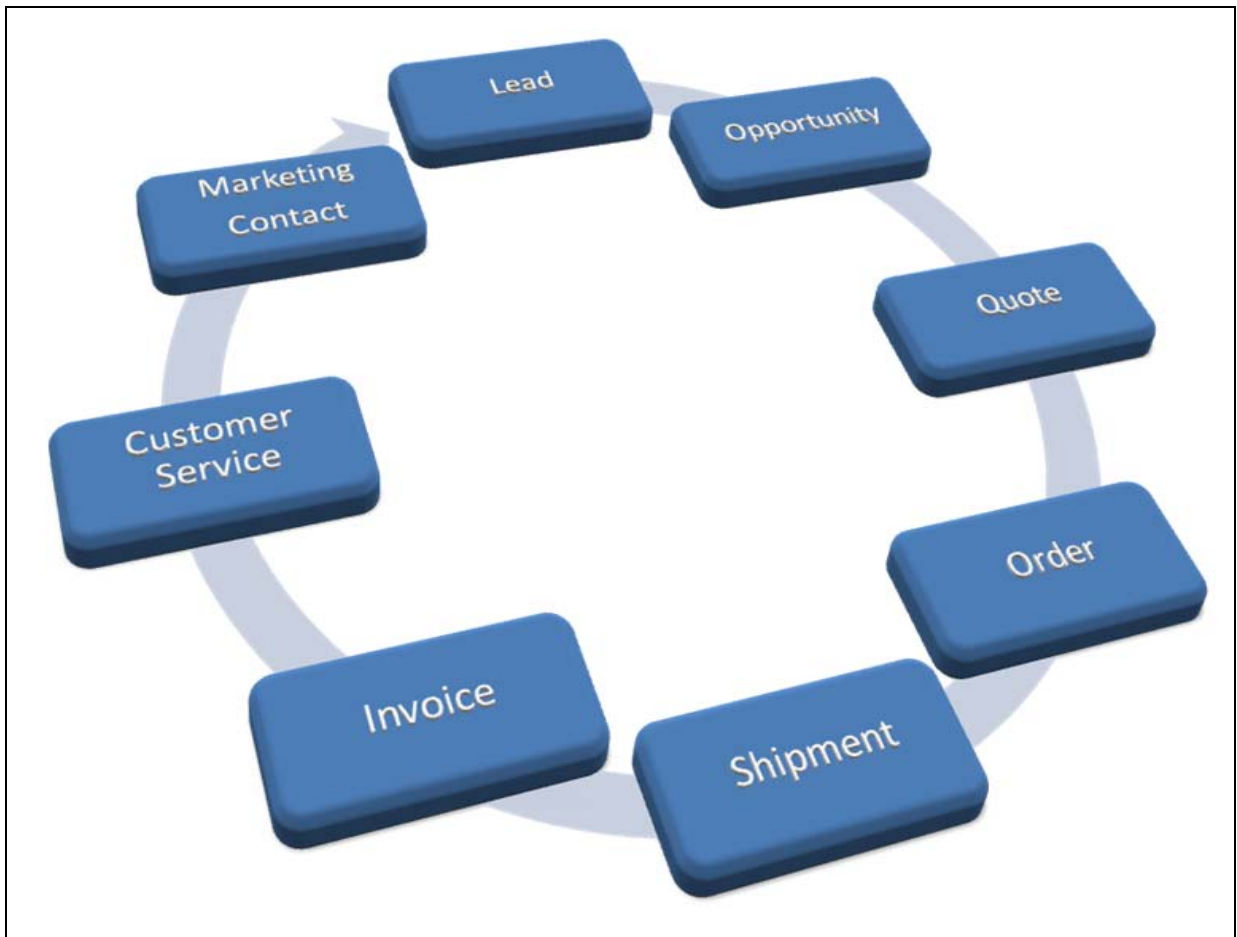 Lead
Opportunity
Quote
Order
Shipment
Invoice
Customer
Service
Marketing
Contact